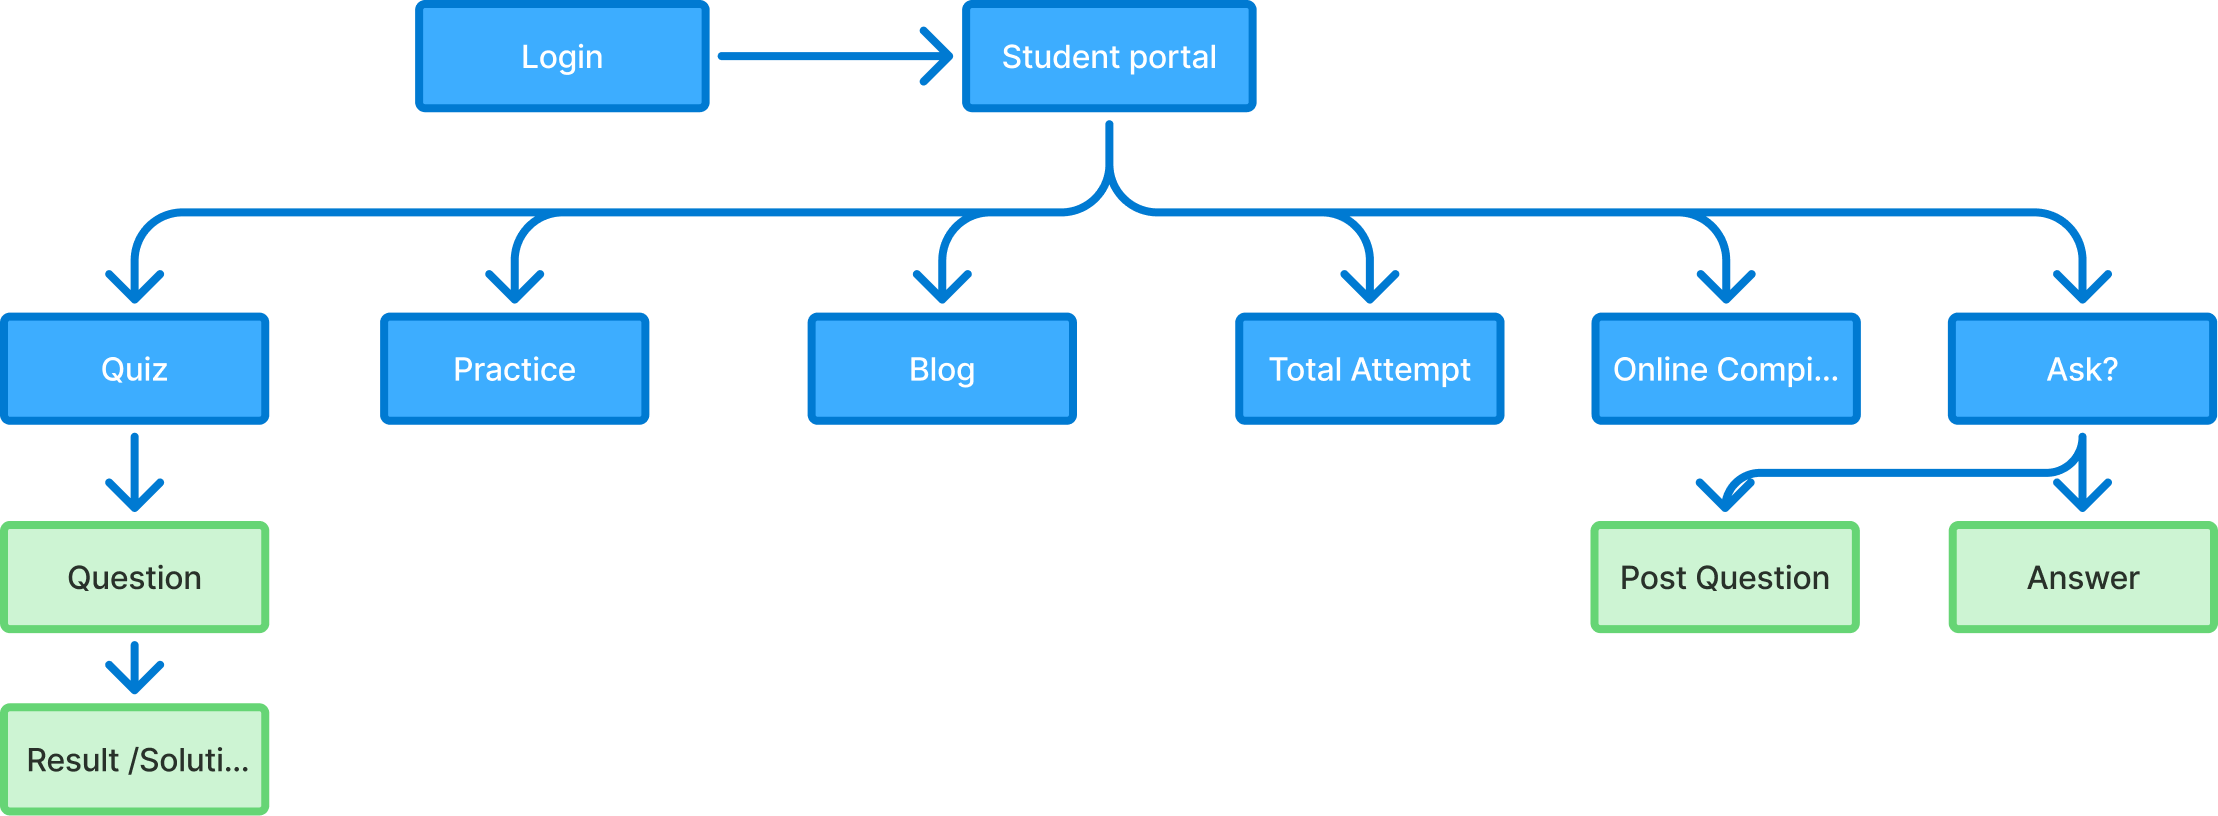 Login
Student portal
Quiz
Practice
Blog
Total Attempt
Online Compi...
Ask?
Question
Post Question
Answer
Result /Soluti...